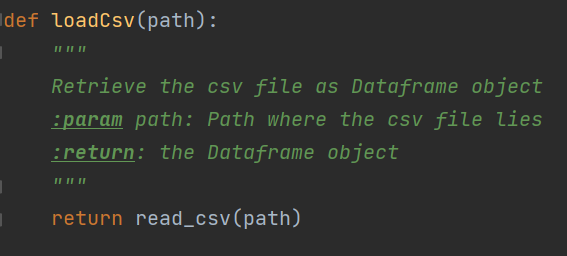 def loadCsv(path):
    """
    Retrieve the csv file as Dataframe object
    :param path: Path where the csv file lies
    :return: the Dataframe object
    """
    return read_csv(path)